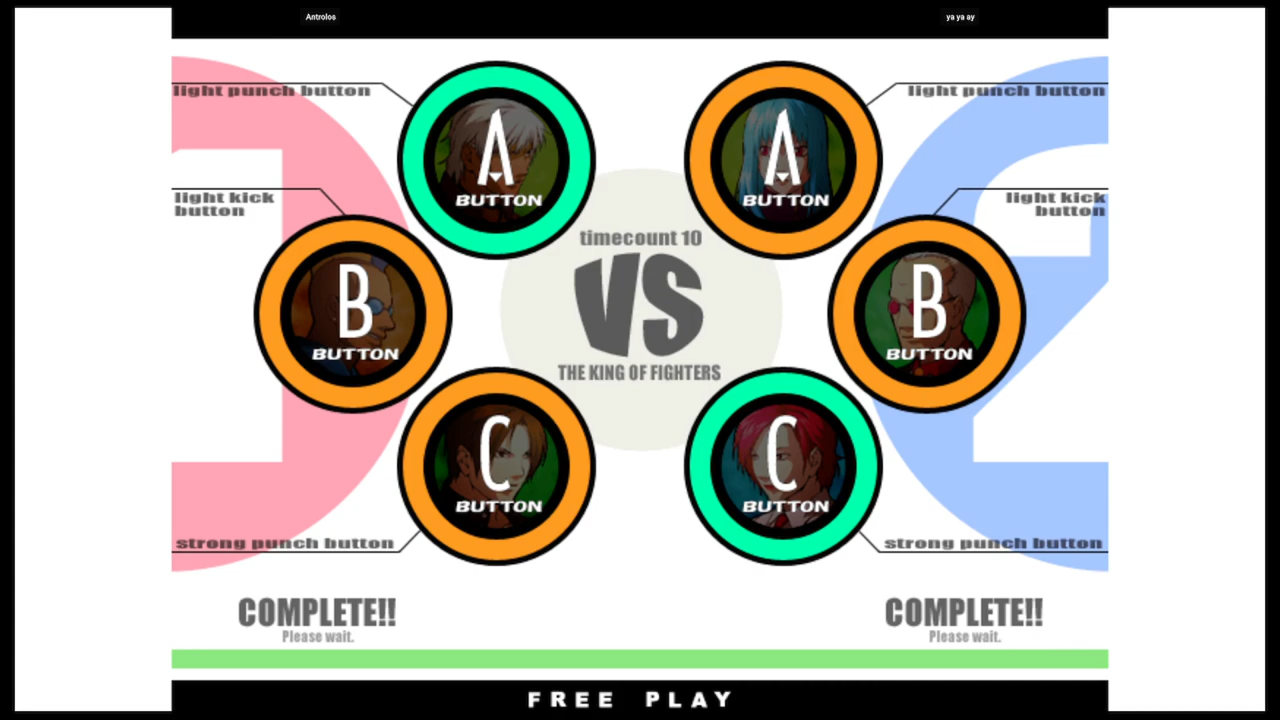 Antrolos
ya ya ay
light punch button
A
BUTTON
A
BUTTON
light punch button
light kick
button
B
BUTTON
timecount 10
VS
THE KING OF FIGHTERS
light kick
button
B
BUTTON
C
BUTTON
C
BUTTON
strong punch button
strong punch button
COMPLETE!!
Please wait.
COMPLETE!!
Please wait.
FREE PLAY